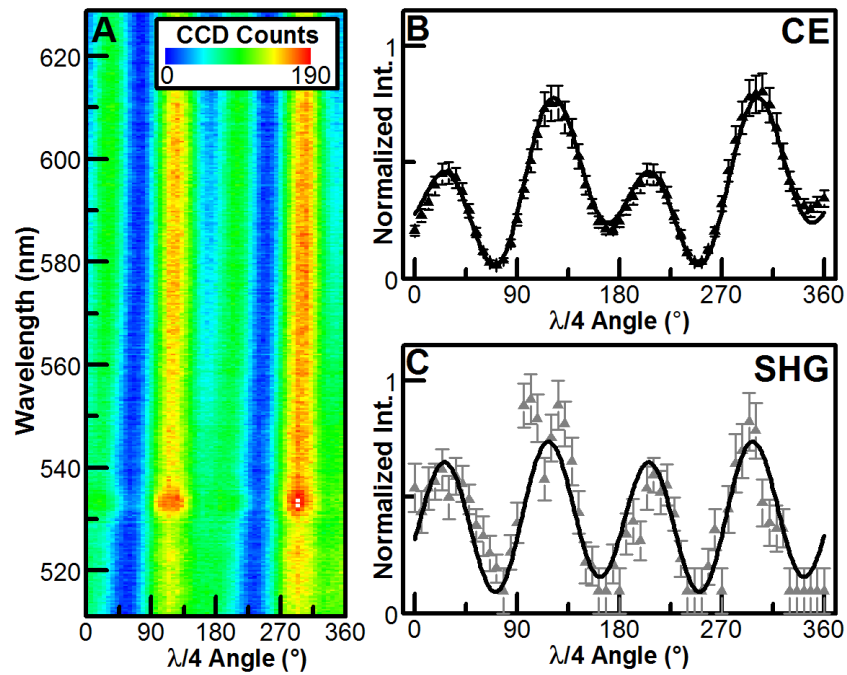 A
CCD Counts
0 190
620
600
580
560
540
520
Wavelength (nm)
0 90 180 270 360
λ/4 Angle (°)
B
CE
1
0
Normalized Int.
0 90 180 270 360
λ/4 Angle (°)
C
SHG
1
0
Normalized Int.
0 90 180 270 360
λ/4 Angle (°)